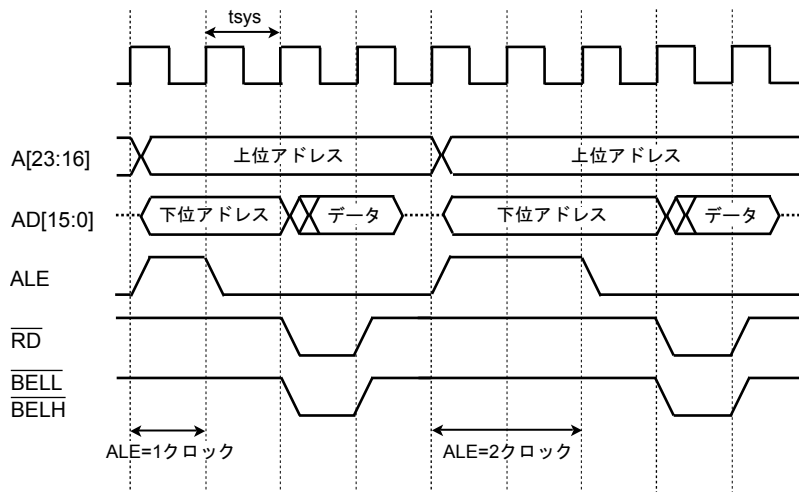 tsys
A[23:16]
上位アドレス
上位アドレス
AD[15:0]
下位アドレス
データ
下位アドレス
データ
ALE
RD
BELL
BELH
ALE=1クロック
ALE=2クロック